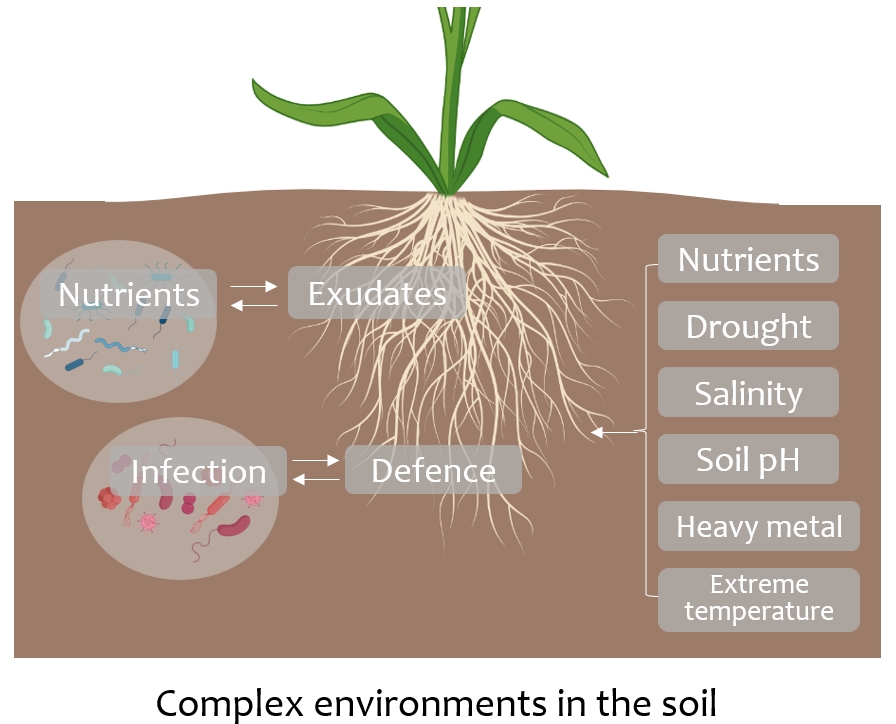 Nutrients
Exudates
Infection
Defence
Nutrients
Drought
Salinity
Soil pH
Heavy metal
Extreme
temperature
Complex environments in the soil